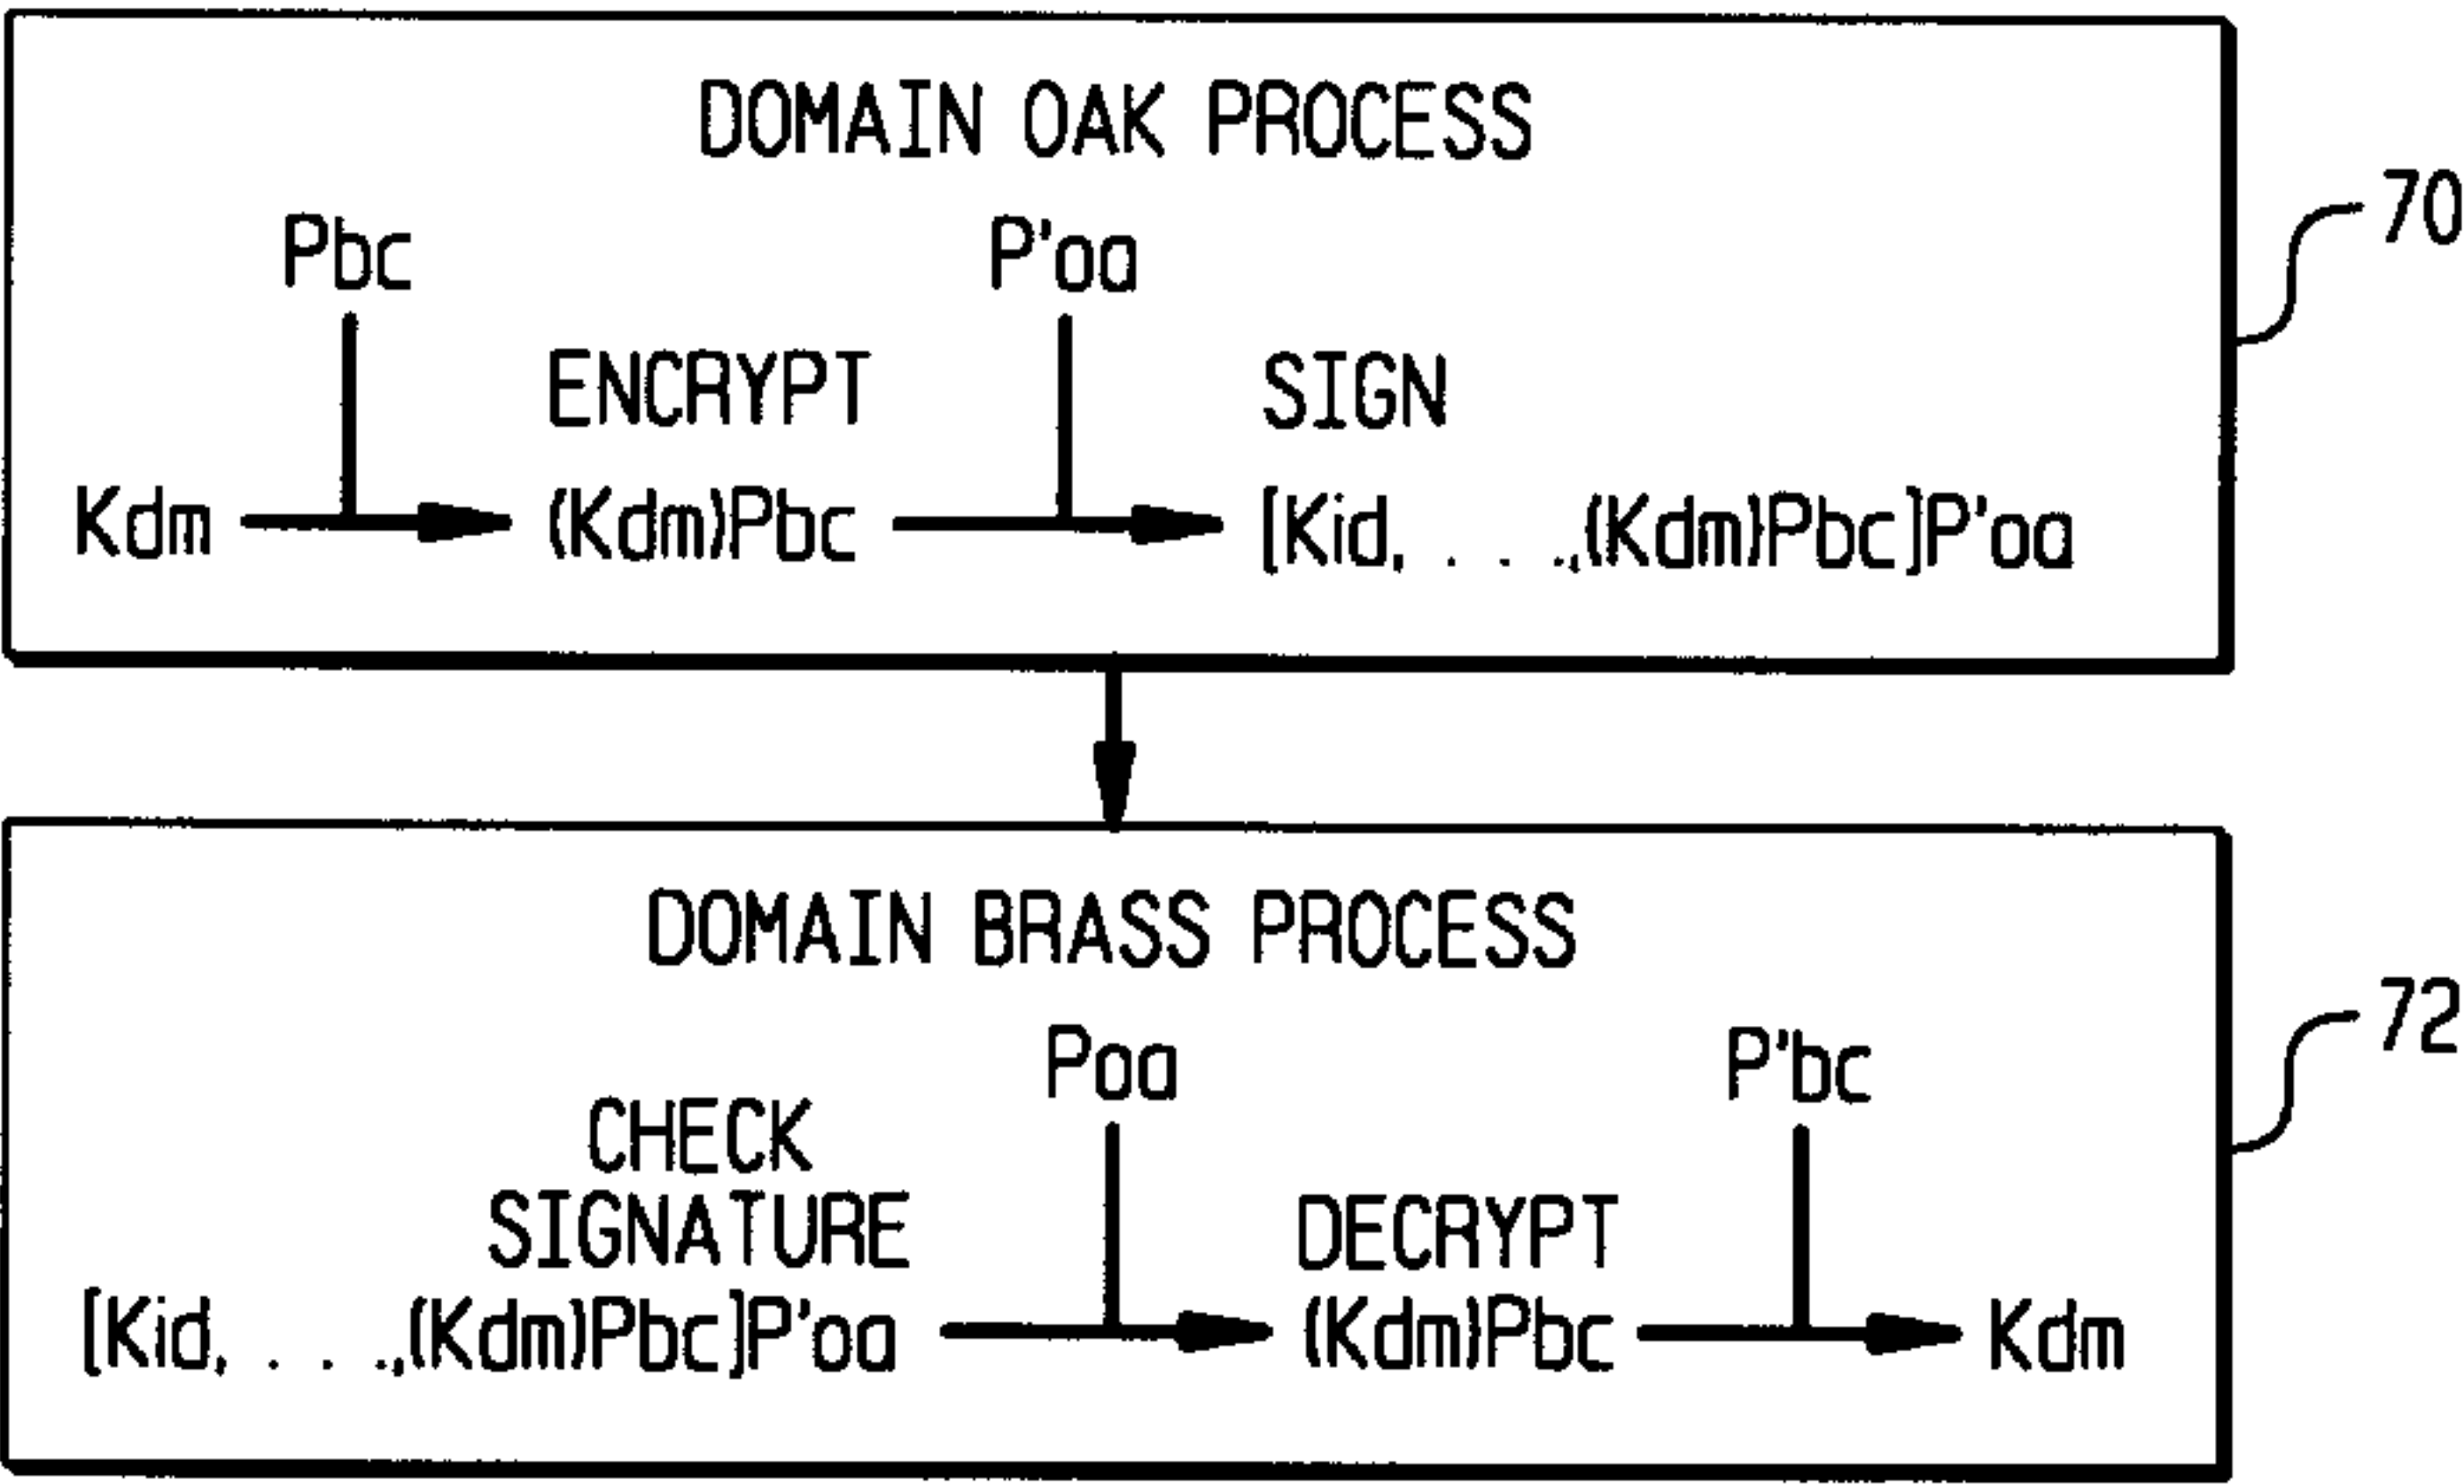 DOMAIN OAK PROCESS
70
Pbc P'oa
ENCRYPT SIGN
Kdm (Kdm)Pbc [Kid, . . .,(Kdm)Pbc]P'oa
DOMAIN BRASS PROCESS
72
Poa P'bc
CHECK
SIGNATURE DECRYPT
[Kid, . . .,(Kdm)Pbc]P'oa (Kdm)Pbc Kdm